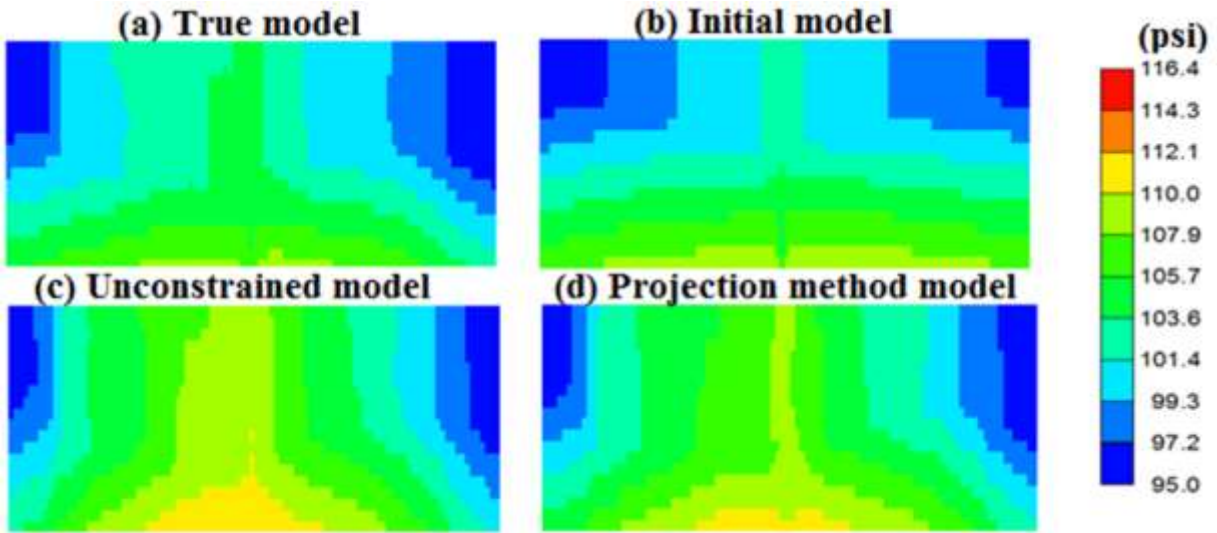 (a) True model
(b) Initial model
(psi)
116.4
114.3
112.1
110.0
107.9
105.7
103.6
101.4
99.3
97.2
95.0
(c) Unconstrained model
(d) Projection method model